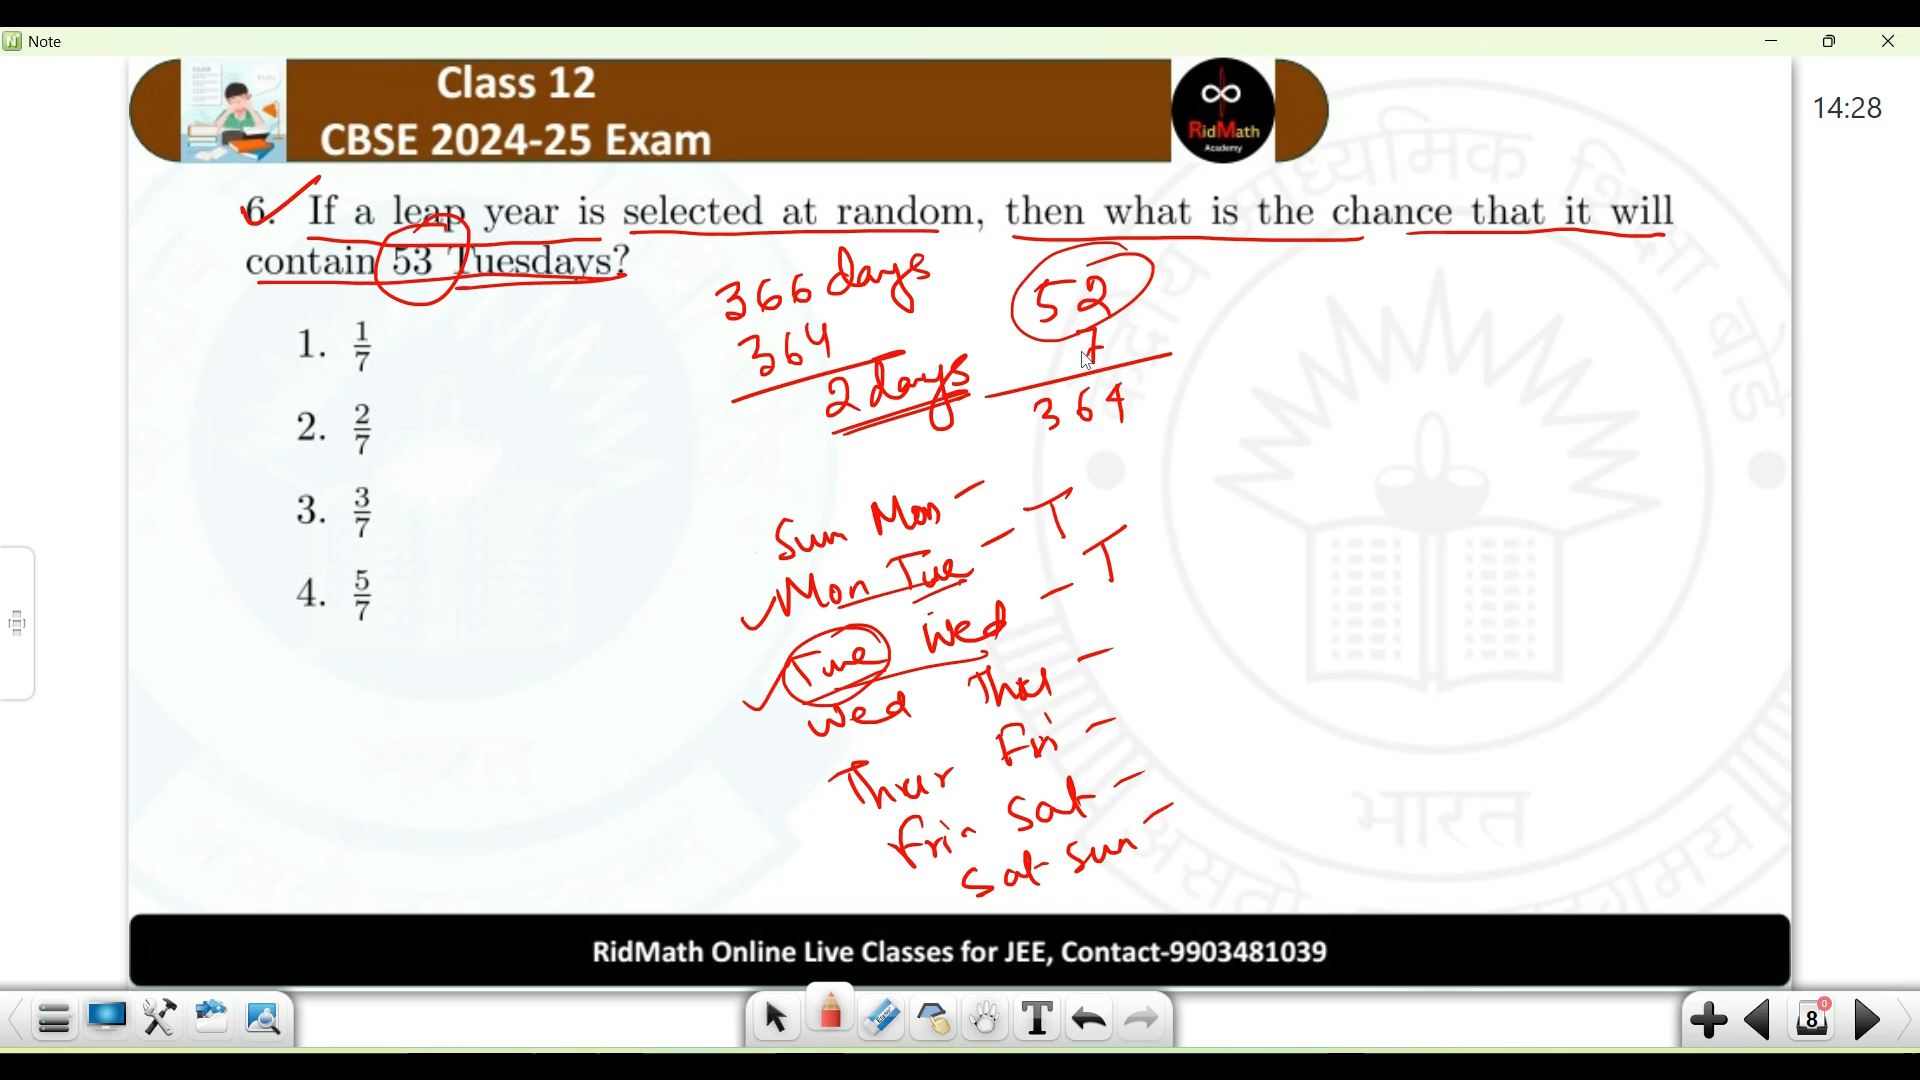 Note
Class 12
CBSE 2024-25 Exam
RidMath
Academy
14:28
6. If a leap year is selected at random, then what is the chance that it will
contain 53 Tuesdays?
1. 1/7
2. 2/7
3. 3/7
4. 5/7
366 days
364
2 days
52
7
364
Sun Mon -
Mon Tue - T
Tue Wed - T
Wed Thu -
Thur Fri -
Fri - Sat -
Sat Sun -
भारत
RidMath Online Live Classes for JEE, Contact-9903481039
T
8
0